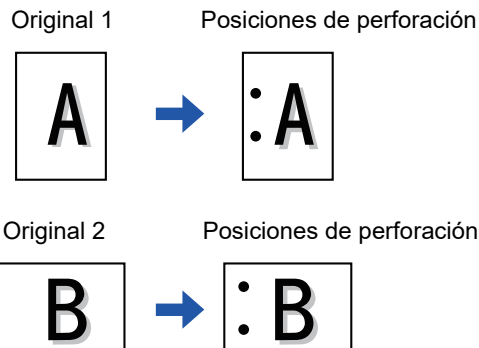 Original 1 Posiciones de perforación
A :A
Original 2 Posiciones de perforación
B :B